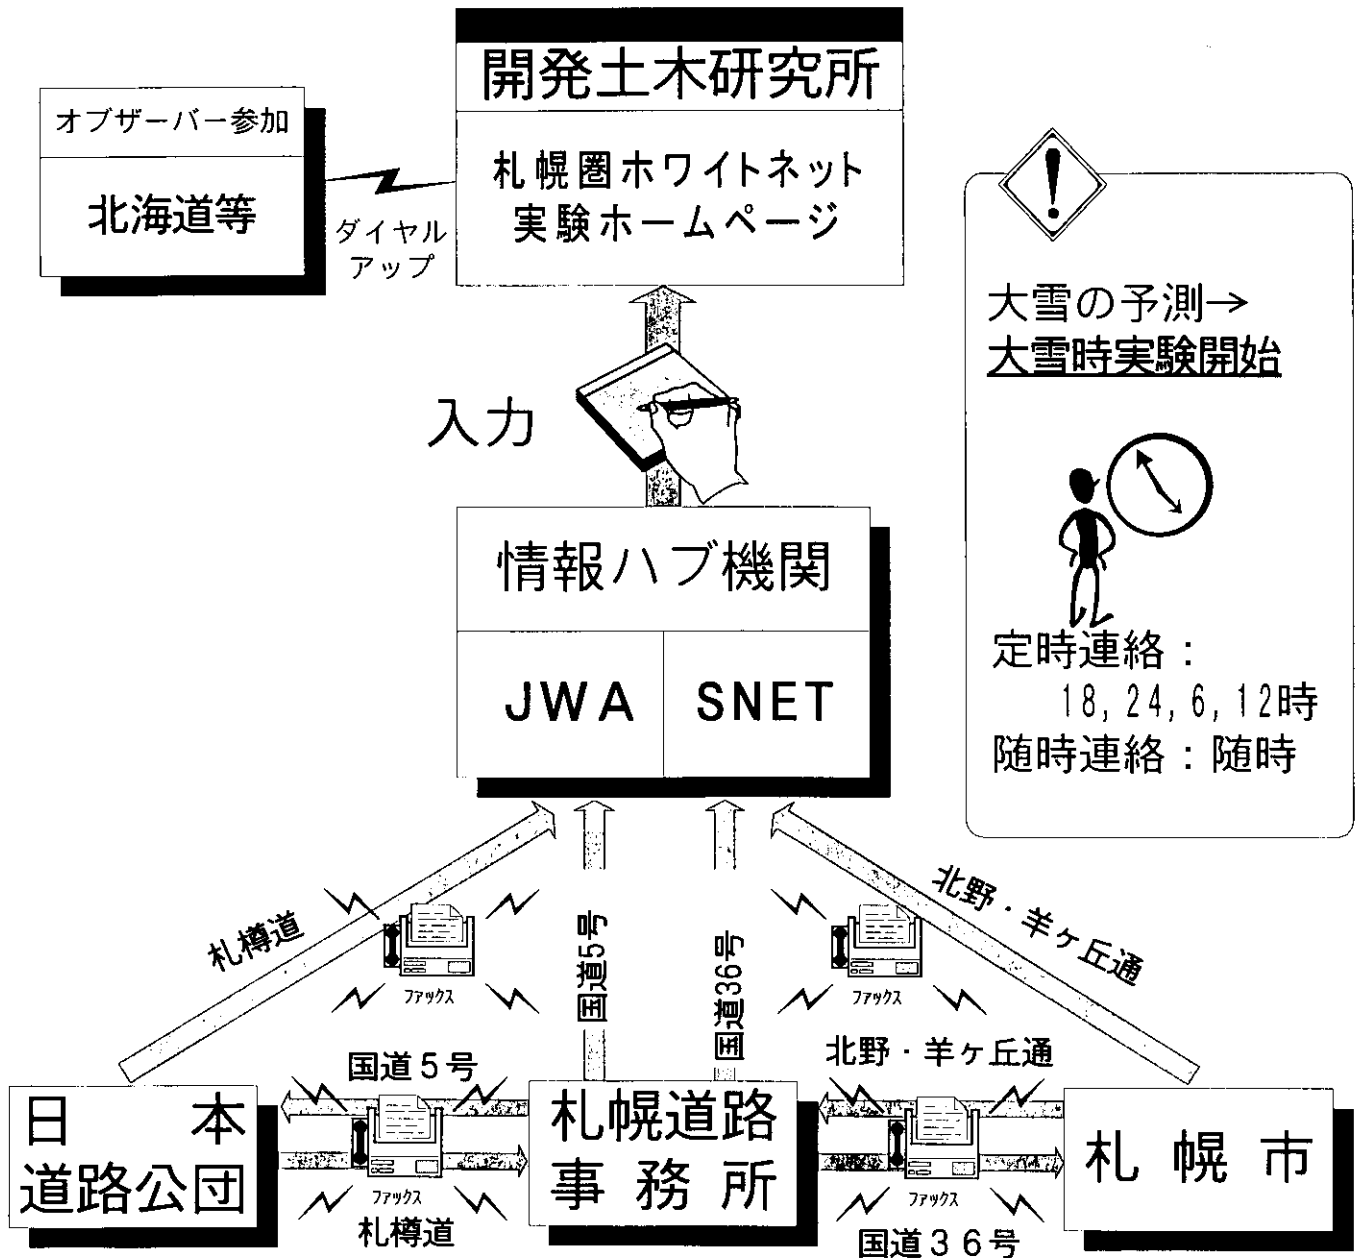 開発土木研究所
札幌圏ホワイトネット
実験ホームページ
オブザーバー参加
北海道等
ダイヤル
アップ
大雪の予測→
大雪時実験開始
定時連絡：
18, 24, 6, 12時
随時連絡：随時
入力
情報ハブ機関
JWA
SNET
札樽道
ファックス
国道5号
国道36号
ファックス
北野・羊ヶ丘通
国道５号
ファックス
札樽道
北野・羊ヶ丘通
ファックス
国道３６号
日本
道路公団
札幌道路
事務所
札幌市